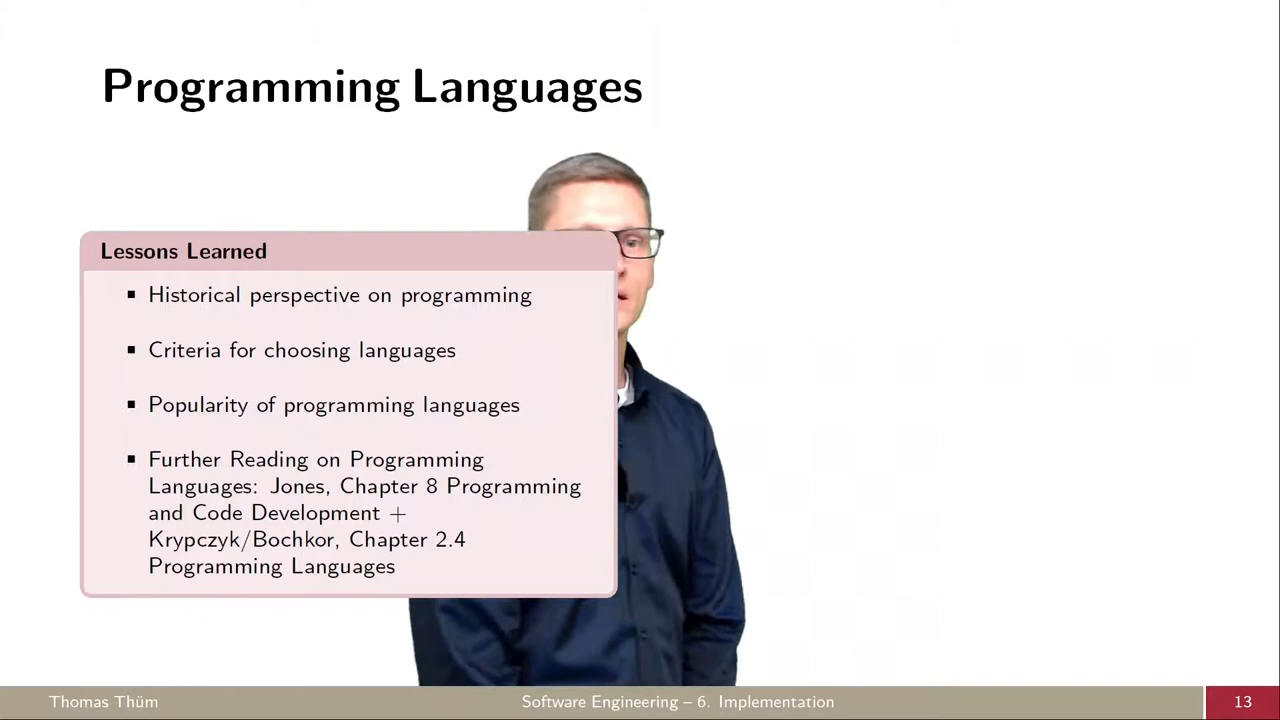 Programming Languages
Lessons Learned
▪ Historical perspective on programming
▪ Criteria for choosing languages
▪ Popularity of programming languages
▪ Further Reading on Programming
Languages: Jones, Chapter 8 Programming
and Code Development +
Krypczyk/Bochkor, Chapter 2.4
Programming Languages
Thomas Thüm
Software Engineering – 6. Implementation
13